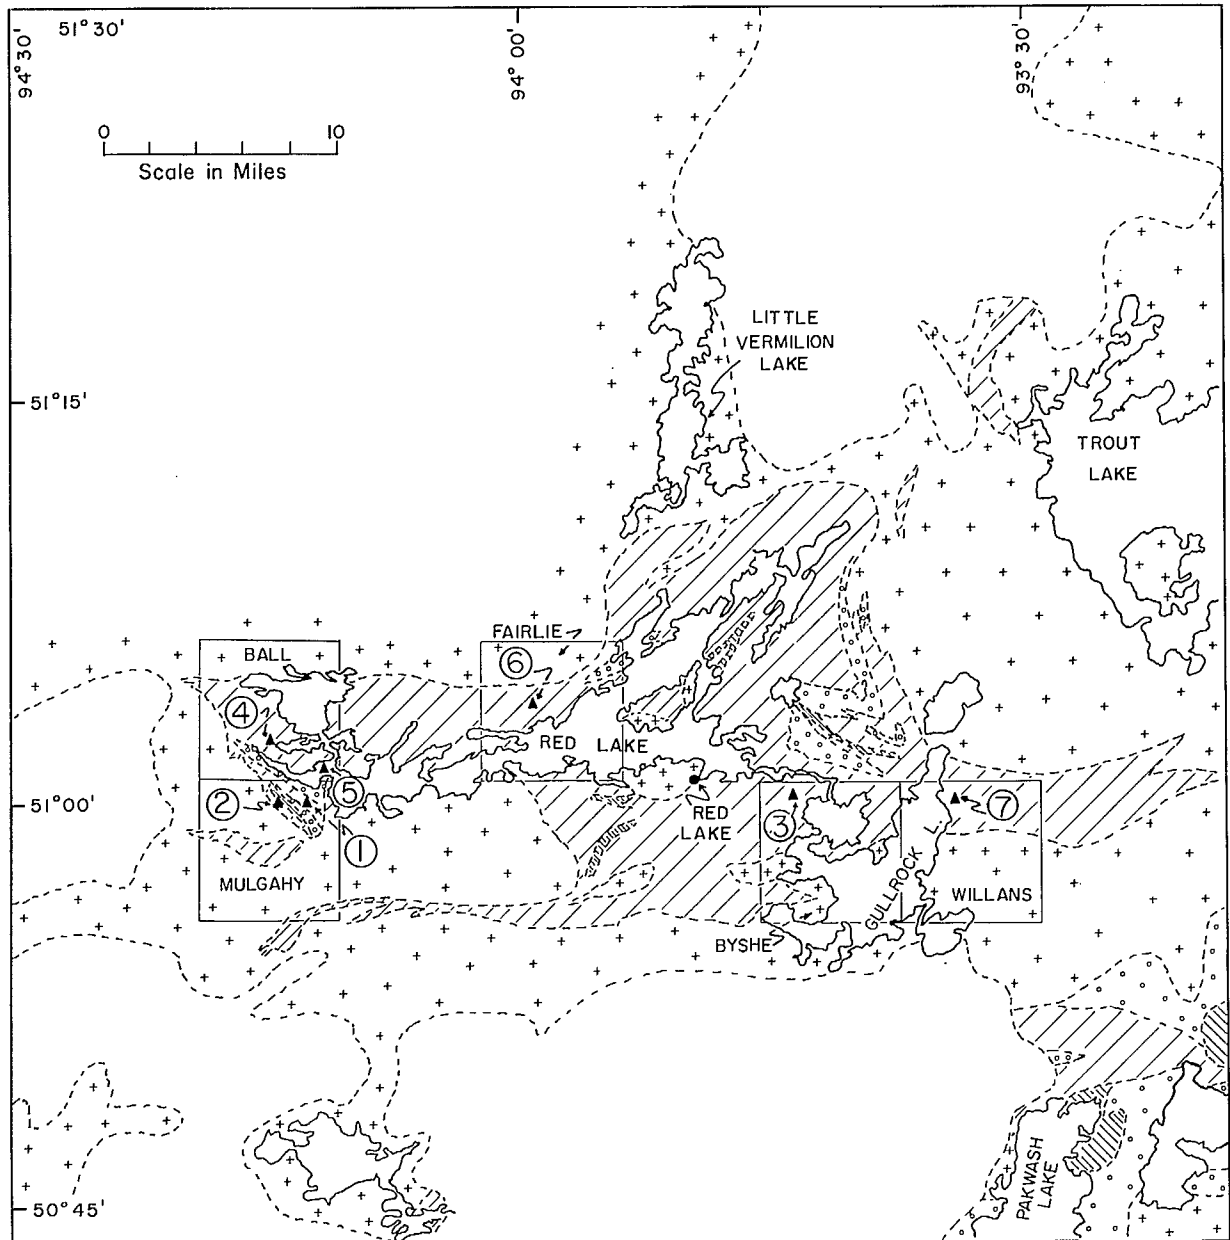 51° 30'
94° 30'
94° 00'
93° 30'
0 10
Scale in Miles
LITTLE
VERMILION
LAKE
51° 15'
TROUT
LAKE
FAIRLIE
BALL
6
4
RED LAKE
51° 00'
2
5
RED
LAKE
3
7
1
MULGAHY
GULLROCK L.
WILLANS
BYSHE
PAKWASH
LAKE
50° 45'